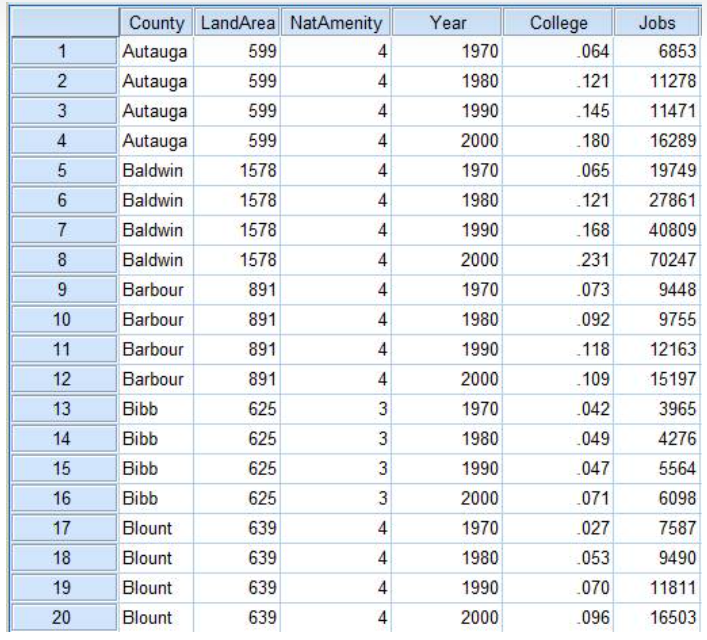 County LandArea NatAmenity Year College Jobs
1 Autauga 599 4 1970 .064 6853
2 Autauga 599 4 1980 .121 11278
3 Autauga 599 4 1990 .145 11471
4 Autauga 599 4 2000 .180 16289
5 Baldwin 1578 4 1970 .065 19749
6 Baldwin 1578 4 1980 .121 27861
7 Baldwin 1578 4 1990 .168 40809
8 Baldwin 1578 4 2000 .231 70247
9 Barbour 891 4 1970 .073 9448
10 Barbour 891 4 1980 .092 9755
11 Barbour 891 4 1990 .118 12163
12 Barbour 891 4 2000 .109 15197
13 Bibb 625 3 1970 .042 3965
14 Bibb 625 3 1980 .049 4276
15 Bibb 625 3 1990 .047 5564
16 Bibb 625 3 2000 .071 6098
17 Blount 639 4 1970 .027 7587
18 Blount 639 4 1980 .053 9490
19 Blount 639 4 1990 .070 11811
20 Blount 639 4 2000 .096 16503